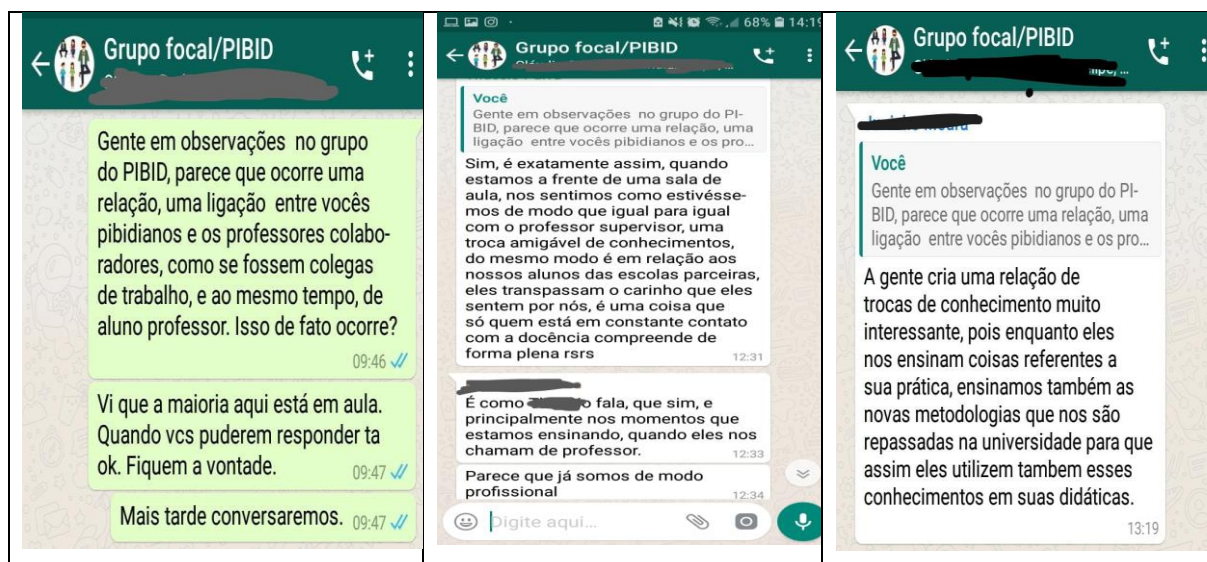 Grupo focal/PIBID
Gente em observações no grupo
do PIBID, parece que ocorre uma
relação, uma ligação entre vocês
pibidianos e os professores colabo-
radores, como se fossem colegas
de trabalho, e ao mesmo tempo, de
aluno professor. Isso de fato ocorre?
09:46
Vi que a maioria aqui está em aula.
Quando vcs puderem responder ta
ok. Fiquem a vontade.
09:47
Mais tarde conversaremos. 09:47
68% 14:19
Grupo focal/PIBID
Você
Gente em observações no grupo do PI-
BID, parece que ocorre uma relação, uma
ligação entre vocês pibidianos e os pro...
Sim, é exatamente assim, quando
estamos a frente de uma sala de
aula, nos sentimos como estivésse-
mos de modo que igual para igual
com o professor supervisor, uma
troca amigável de conhecimentos,
do mesmo modo é em relação aos
nossos alunos das escolas parceiras,
eles transpassam o carinho que eles
sentem por nós, é uma coisa que
só quem está em constante contato
com a docência compreende de
forma plena rsrs
12:31
É como fala, que sim, e
principalmente nos momentos que
estamos ensinando, quando eles nos
chamam de professor.
12:33
Parece que já somos de modo
profissional
12:34
Digite aqui...
Grupo focal/PIBID
Você
Gente em observações no grupo do PI-
BID, parece que ocorre uma relação, uma
ligação entre vocês pibidianos e os pro...
A gente cria uma relação de
trocas de conhecimento muito
interessante, pois enquanto eles
nos ensinam coisas referentes a
sua prática, ensinamos também as
novas metodologias que nos são
repassadas na universidade para que
assim eles utilizem tambem esses
conhecimentos em suas didáticas.
13:19